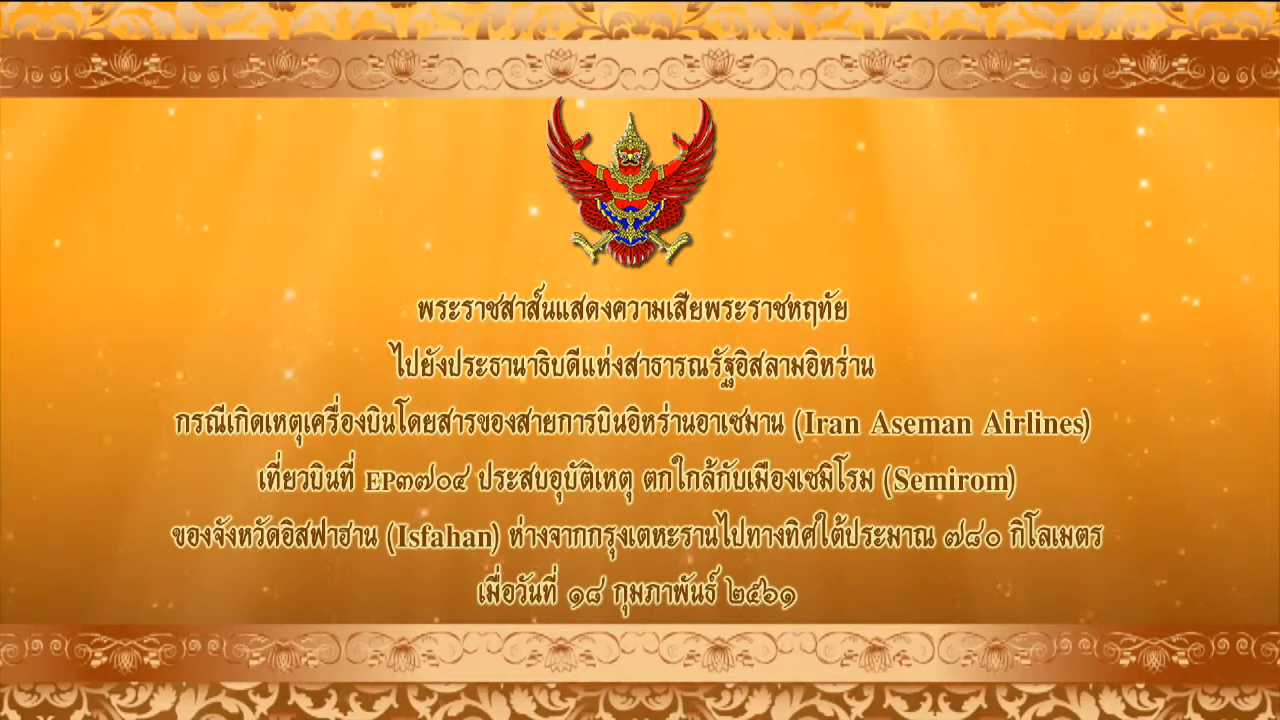 พระราชสาส์นแสดงความเสียพระราชหฤทัย
ไปยังประธานาธิบดีแห่งสาธารณรัฐอิสลามอิหร่าน
กรณีเกิดเหตุเครื่องบินโดยสารของสายการบินอิหร่านอาเซมาน (Iran Aseman Airlines)
เที่ยวบินที่ EP๓๗๐๔ ประสบอุบัติเหตุ ตกใกล้กับเมืองเซมิโรม (Semirom)
ของจังหวัดอิสฟาฮาน (Isfahan) ห่างจากกรุงเตหะรานไปทางทิศใต้ประมาณ ๗๘๐ กิโลเมตร
เมื่อวันที่ ๑๘ กุมภาพันธ์ ๒๕๖๑